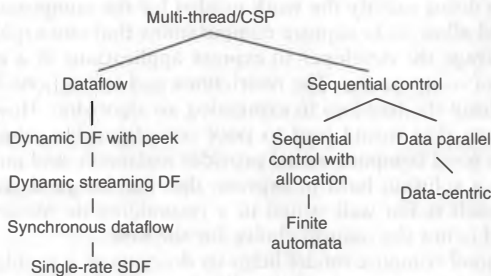 Multi-thread/CSP
Dataflow
Sequential control
Dynamic DF with peek
Sequential
control with
allocation
Data parallel
Dynamic streaming DF
Data-centric
Synchronous dataflow
Finite
automata
Single-rate SDF